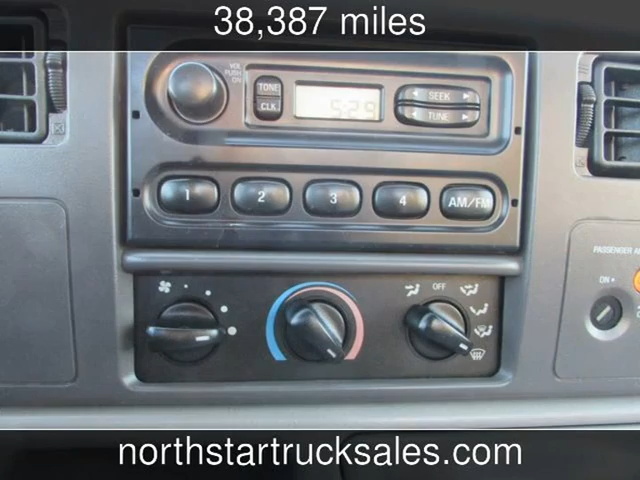 38,387 miles
VOL
PUSH
ON
TONE
CLK
5:29
SEEK
TUNE
1 2 3 4 AM/FM
OFF
PASSENGER
ON
northstartrucksales.com